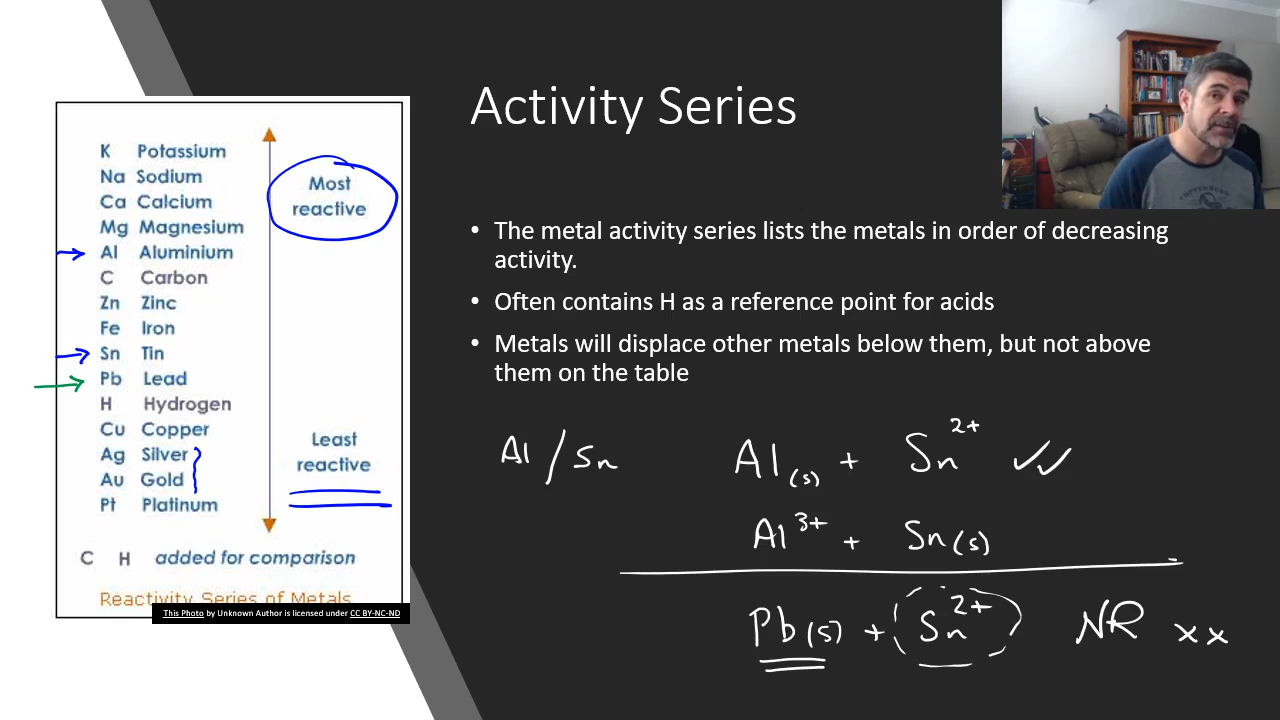 Activity Series
K Potassium
Na Sodium
Ca Calcium
Mg Magnesium
Al Aluminium
C Carbon
Zn Zinc
Fe Iron
Sn Tin
Pb Lead
H Hydrogen
Cu Copper
Ag Silver
Au Gold
Pt Platinum
Most
reactive
Least
reactive
C H added for comparison
Reactivity Series of Metals
This Photo by Unknown Author is licensed under CC BY-NC-ND
• The metal activity series lists the metals in order of decreasing
activity.
• Often contains H as a reference point for acids
• Metals will displace other metals below them, but not above
them on the table
Al / Sn Al(s) + Sn²⁺ ✓✓
Al³⁺ + Sn(s)
Pb(s) + Sn²⁺ NR xx